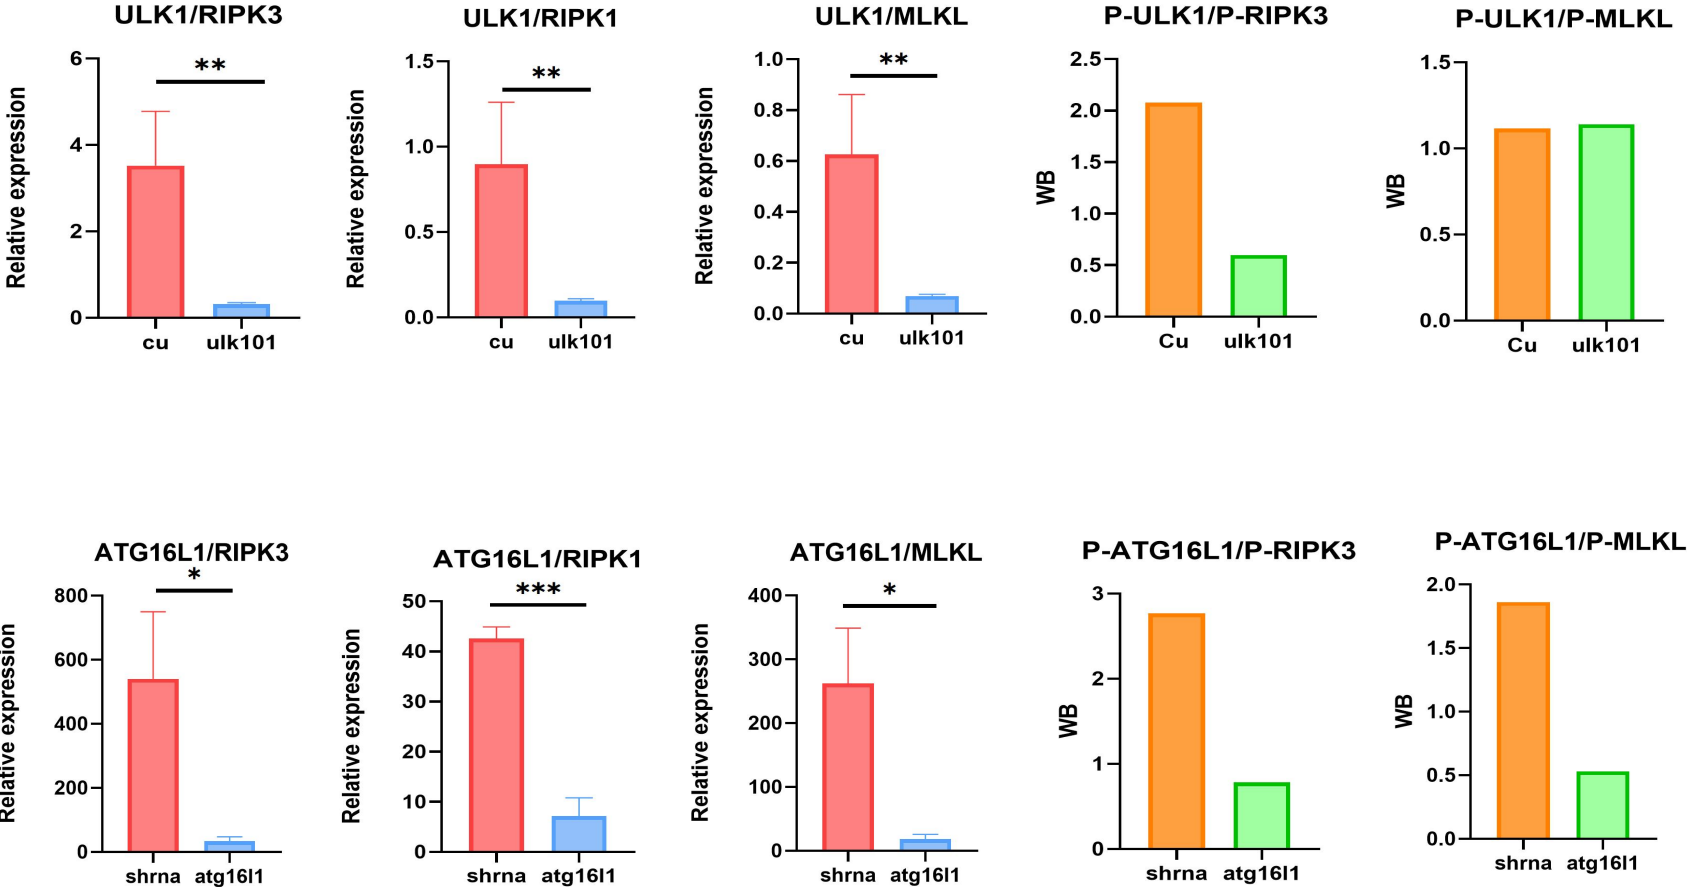 ULK1/RIPK3
**
Relative expression
6
4
2
0
cu ulk101
ULK1/RIPK1
**
Relative expression
1.5
1.0
0.5
0.0
cu ulk101
ULK1/MLKL
**
Relative expression
1.0
0.8
0.6
0.4
0.2
0.0
cu ulk101
P-ULK1/P-RIPK3
WB
2.5
2.0
1.5
1.0
0.5
0.0
Cu ulk101
P-ULK1/P-MLKL
WB
1.5
1.0
0.5
0.0
Cu ulk101
ATG16L1/RIPK3
*
Relative expression
800
600
400
200
0
shrna atg16l1
ATG16L1/RIPK1
***
Relative expression
50
40
30
20
10
0
shrna atg16l1
ATG16L1/MLKL
*
Relative expression
400
300
200
100
0
shrna atg16l1
P-ATG16L1/P-RIPK3
WB
3
2
1
0
shrna atg16l1
P-ATG16L1/P-MLKL
WB
2.0
1.5
1.0
0.5
0.0
shrna atg16l1